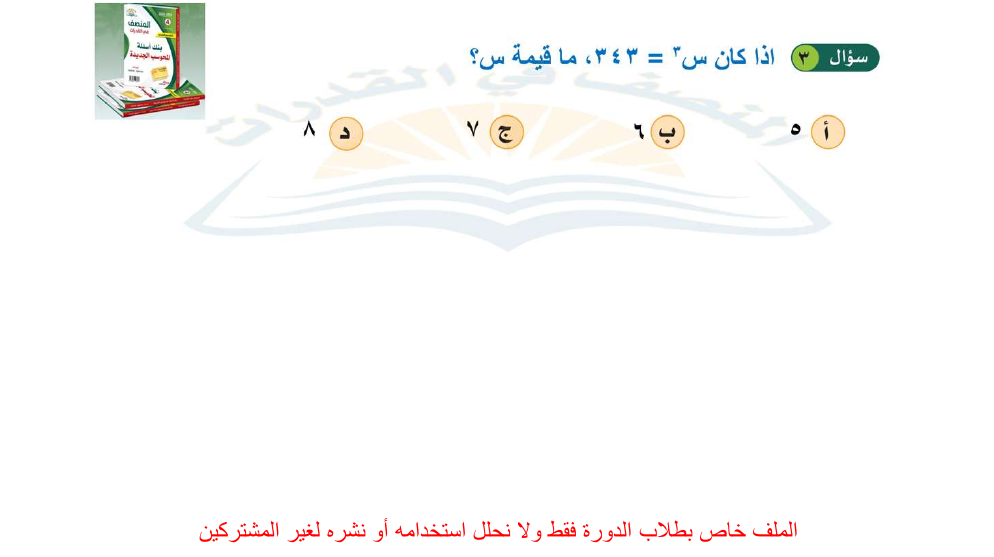 سؤال ٣ اذا كان س٣ = ٣٤٣، ما قيمة س؟
أ ٥ ب ٦ ج ٧ د ٨
المنصف في القدرات
المنصف
في القدرات
بنك أسئلة
المحوسب الجديدة
الملف خاص بطلاب الدورة فقط ولا نحلل استخدامه أو نشره لغير المشتركين